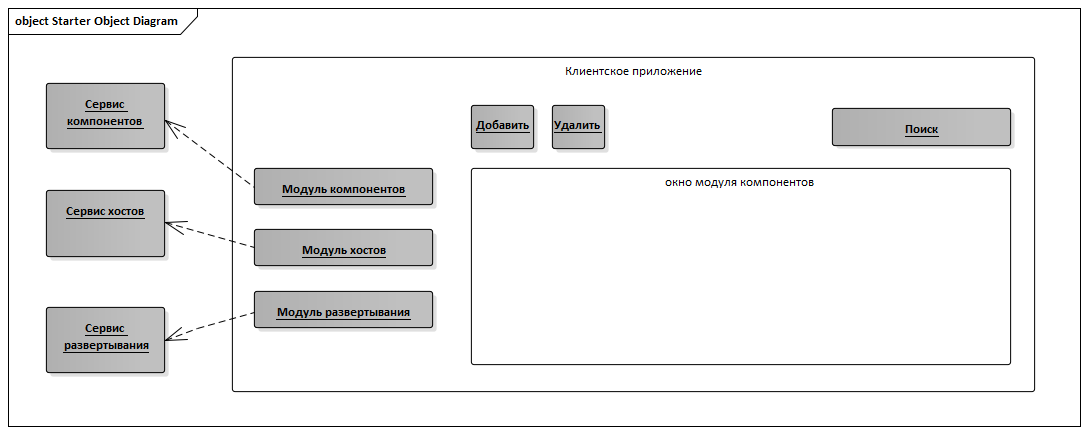 object Starter Object Diagram
Клиентское приложение
Сервис
компонентов
Добавить
Удалить
Поиск
Модуль компонентов
окно модуля компонентов
Сервис хостов
Модуль хостов
Модуль развертывания
Сервис
развертывания